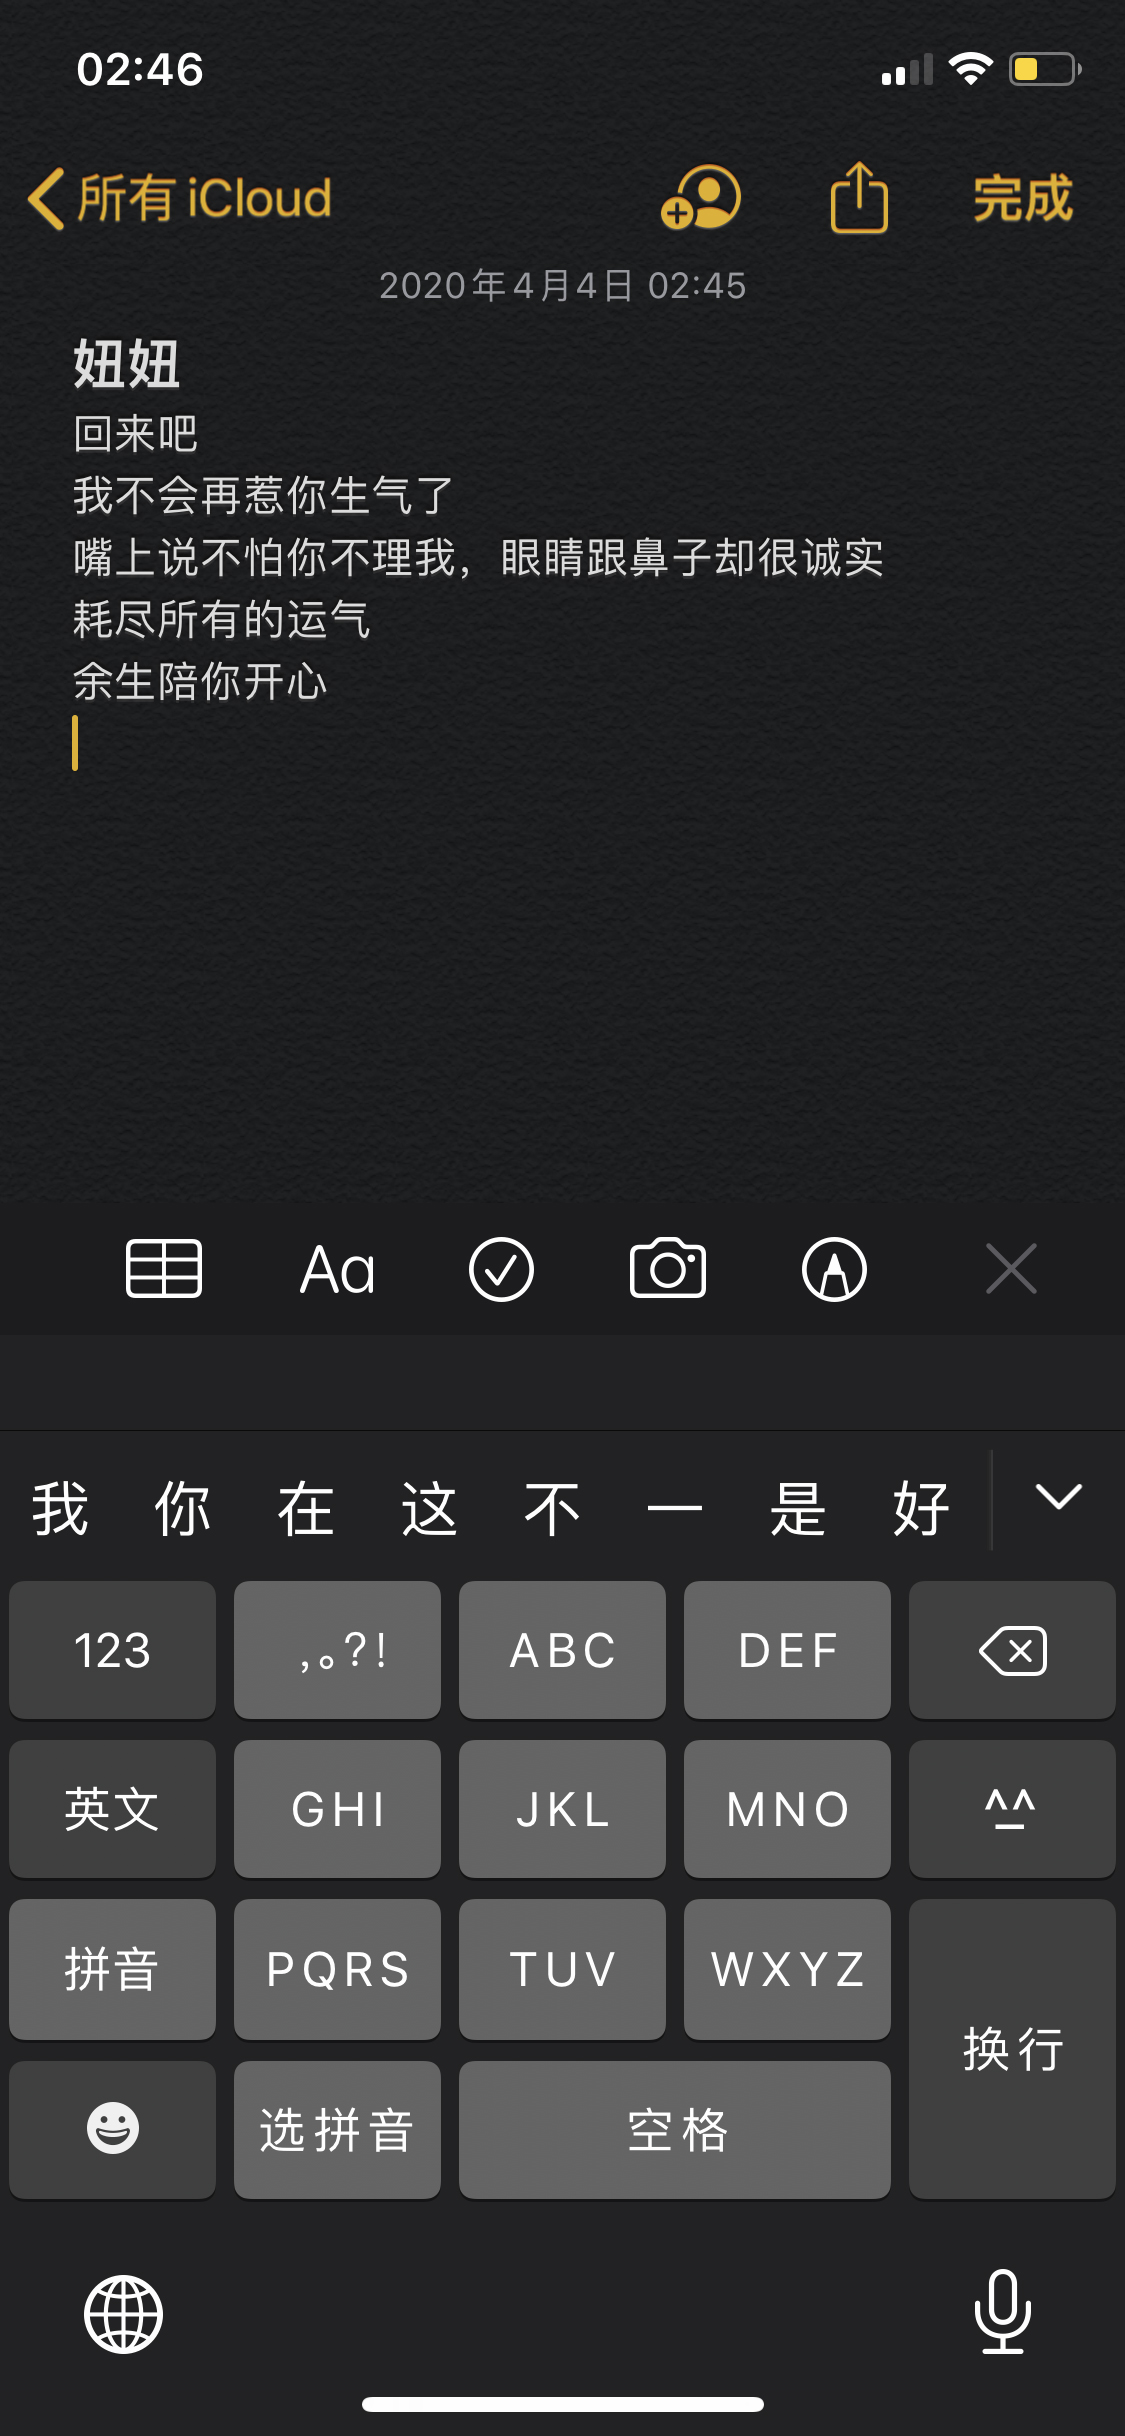 02:46
所有 iCloud
完成
2020年4月4日 02:45
妞妞
回来吧
我不会再惹你生气了
嘴上说不怕你不理我，眼睛跟鼻子却很诚实
耗尽所有的运气
余生陪你开心
Aa
我 你 在 这 不 一 是 好
123 ,。?! ABC DEF
英文 GHI JKL MNO ^_^
拼音 PQRS TUV WXYZ
换行
选拼音 空格